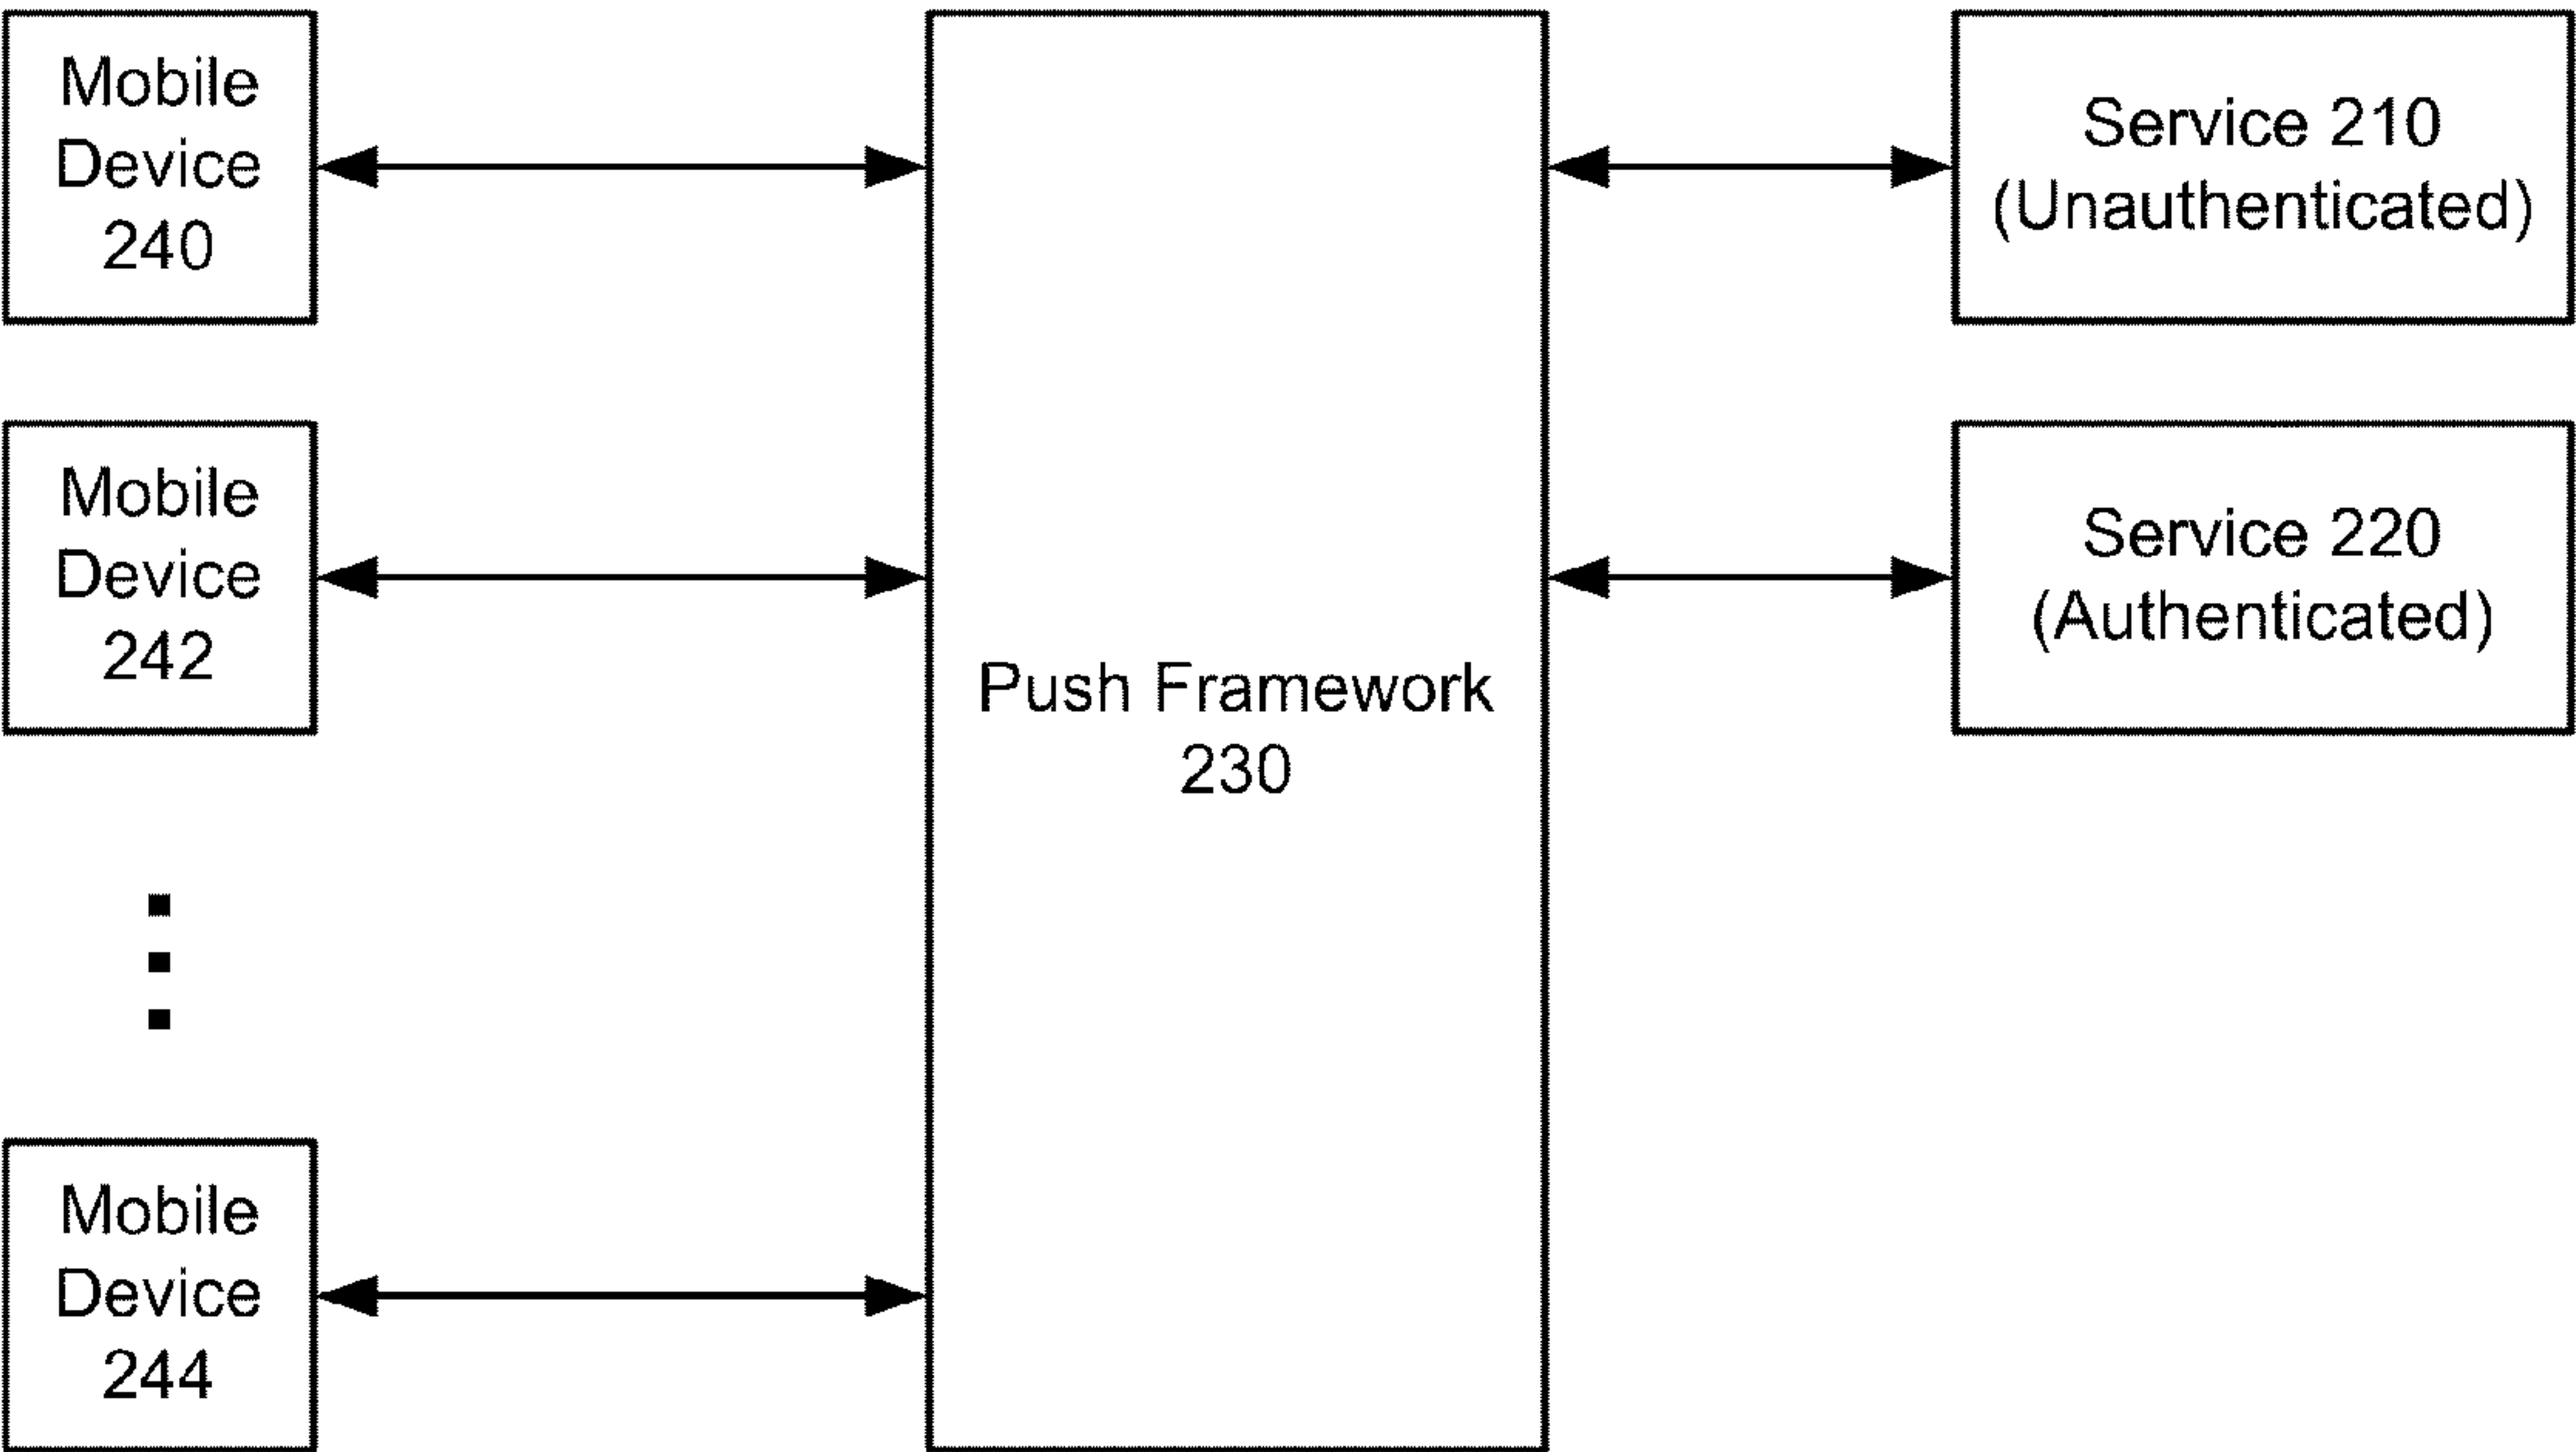 Mobile
Device
240
Service 210
(Unauthenticated)
Mobile
Device
242
Service 220
(Authenticated)
Push Framework
230
Mobile
Device
244